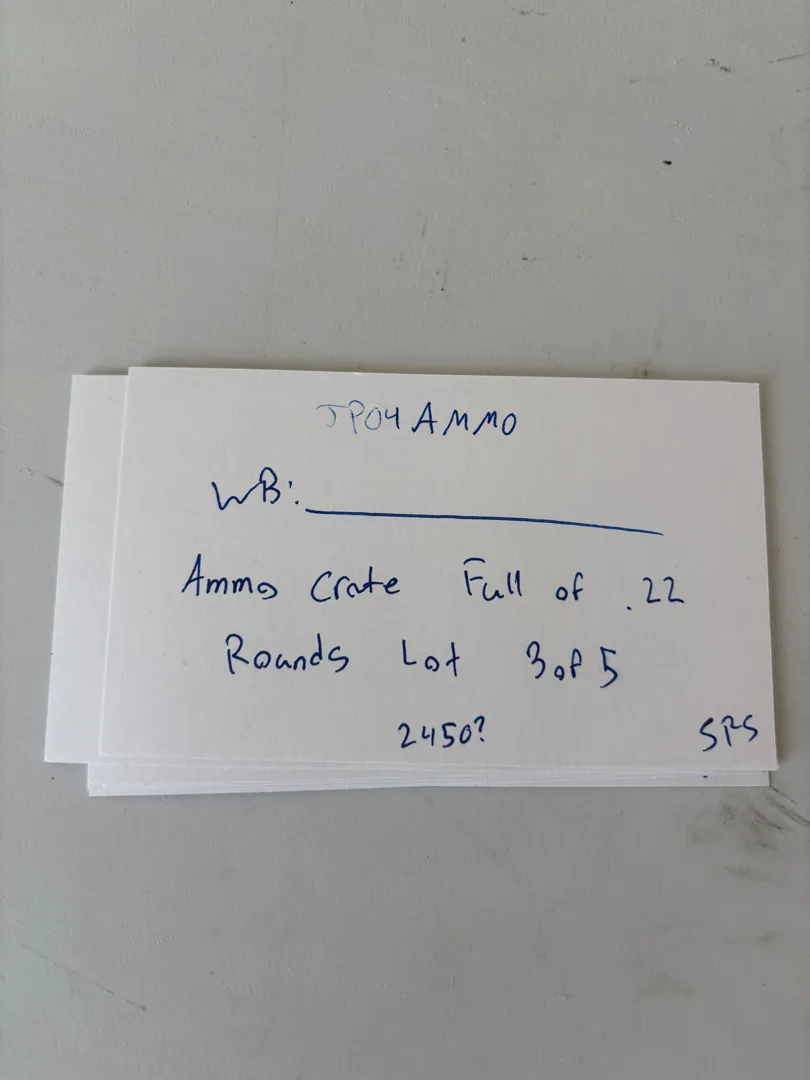 JP04 AMMO
WB:
Ammo Crate Full of .22
Rounds Lot 3 of 5
2450? SPS